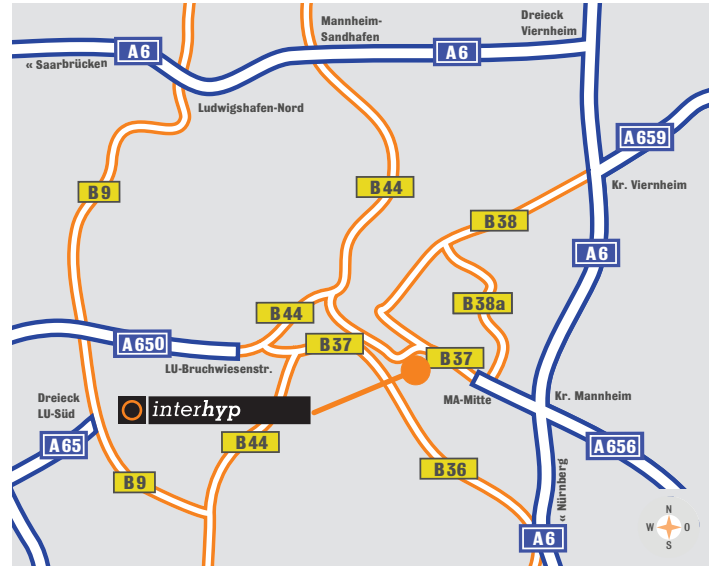 Dreieck
Viernheim
Mannheim-
Sandhafen
A6
A6
« Saarbrücken
Ludwigshafen-Nord
A659
Kr. Viernheim
B9
B44
B38
A6
B38a
B44
A650
B37
B37
LU-Bruchwiesenstr.
MA-Mitte
Kr. Mannheim
Dreieck
LU-Süd
interhyp
A65
B44
A656
B36
B9
« Nürnberg
A6
N
W
O
S